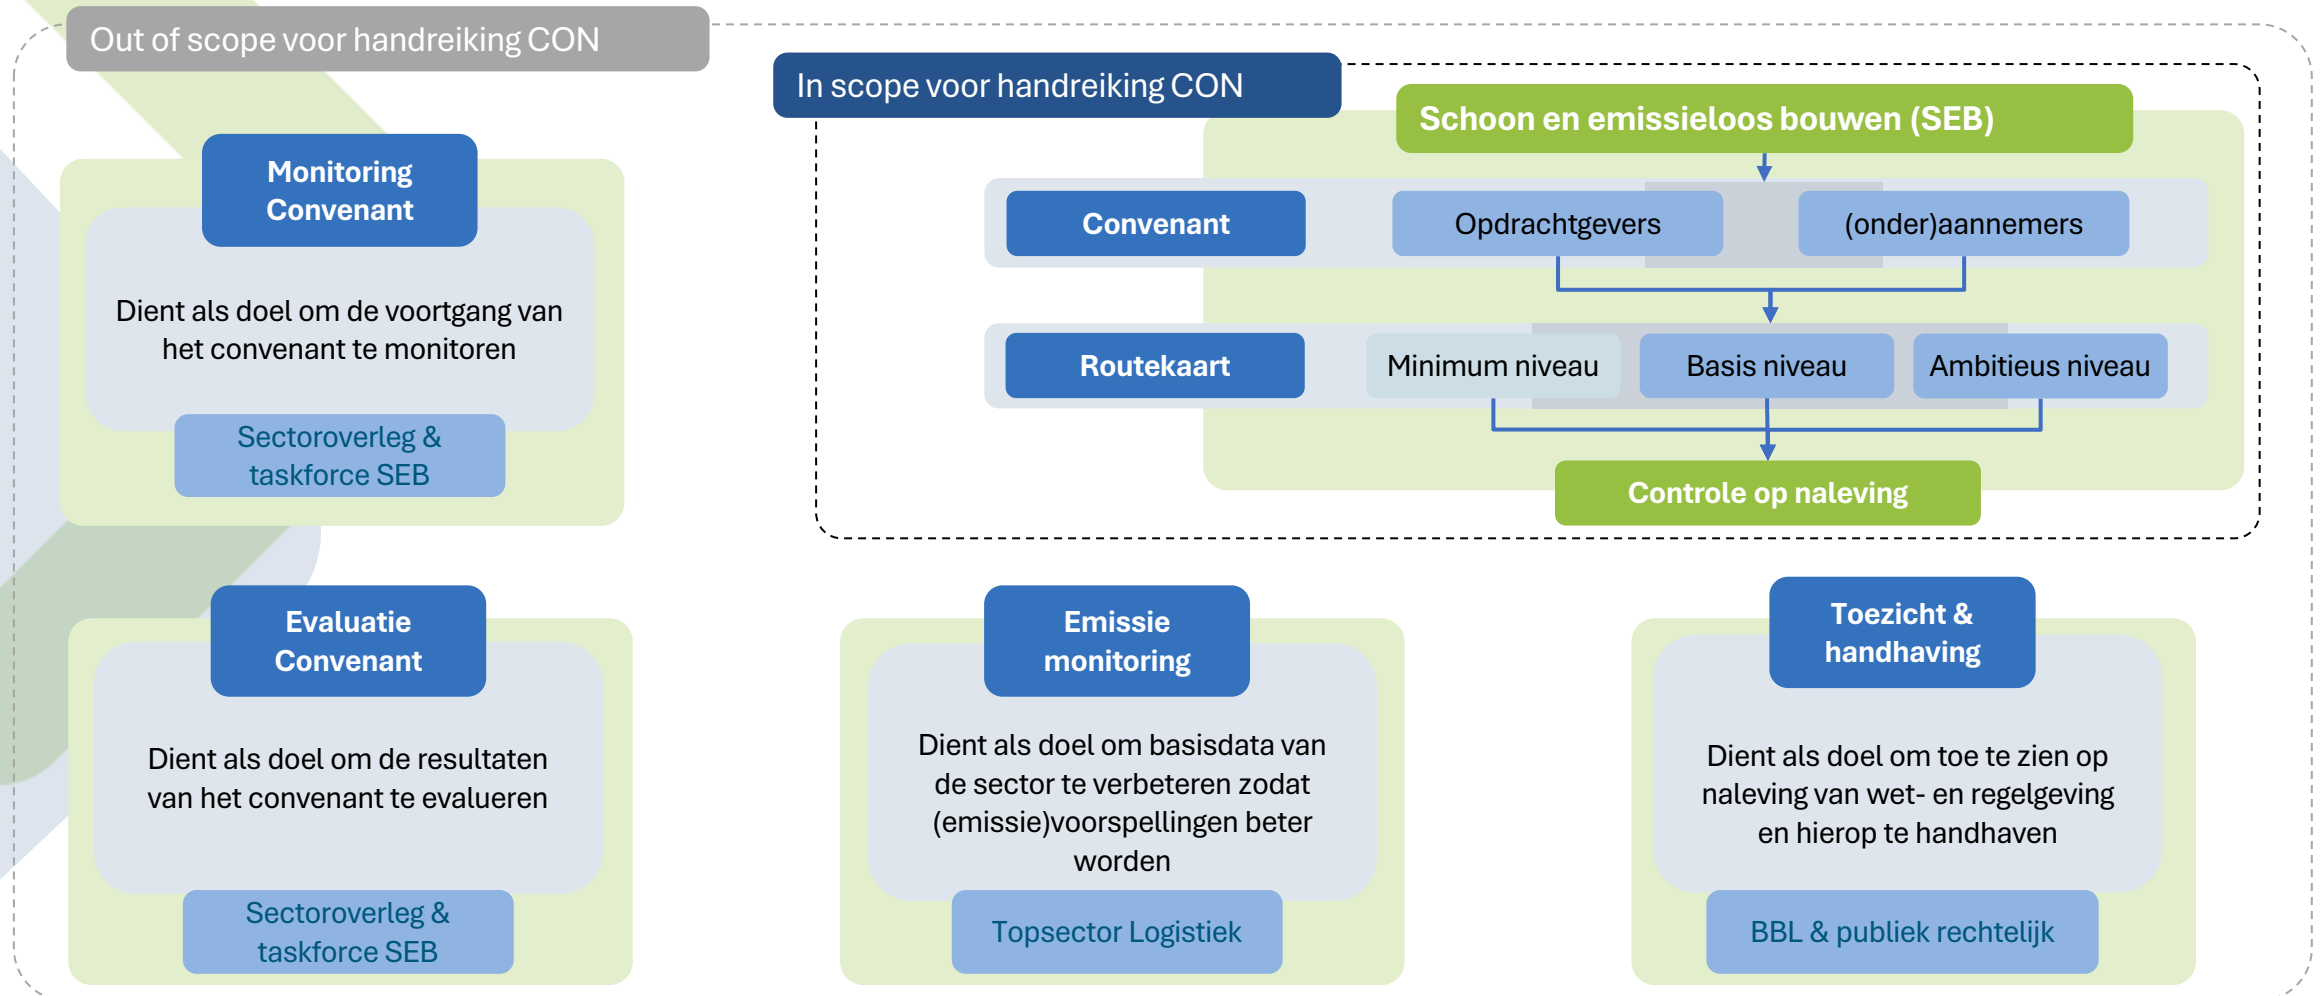 Out of scope voor handreiking CON
In scope voor handreiking CON
Schoon en emissieloos bouwen (SEB)
Convenant
Opdrachtgevers
(onder)aannemers
Routekaart
Minimum niveau
Basis niveau
Ambitieus niveau
Controle op naleving
Monitoring
Convenant
Dient als doel om de voortgang van
het convenant te monitoren
Sectoroverleg &
taskforce SEB
Evaluatie
Convenant
Dient als doel om de resultaten
van het convenant te evalueren
Sectoroverleg &
taskforce SEB
Emissie
monitoring
Dient als doel om basisdata van
de sector te verbeteren zodat
(emissie)voorspellingen beter
worden
Topsector Logistiek
Toezicht &
handhaving
Dient als doel om toe te zien op
naleving van wet- en regelgeving
en hierop te handhaven
BBL & publiek rechtelijk